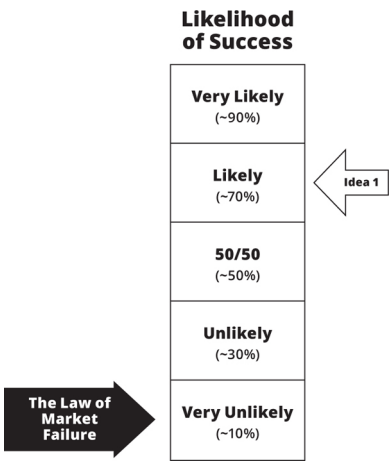 Likelihood
of Success
Very Likely
(~90%)
Likely
(~70%)
Idea 1
50/50
(~50%)
Unlikely
(~30%)
The Law of
Market
Failure
Very Unlikely
(~10%)